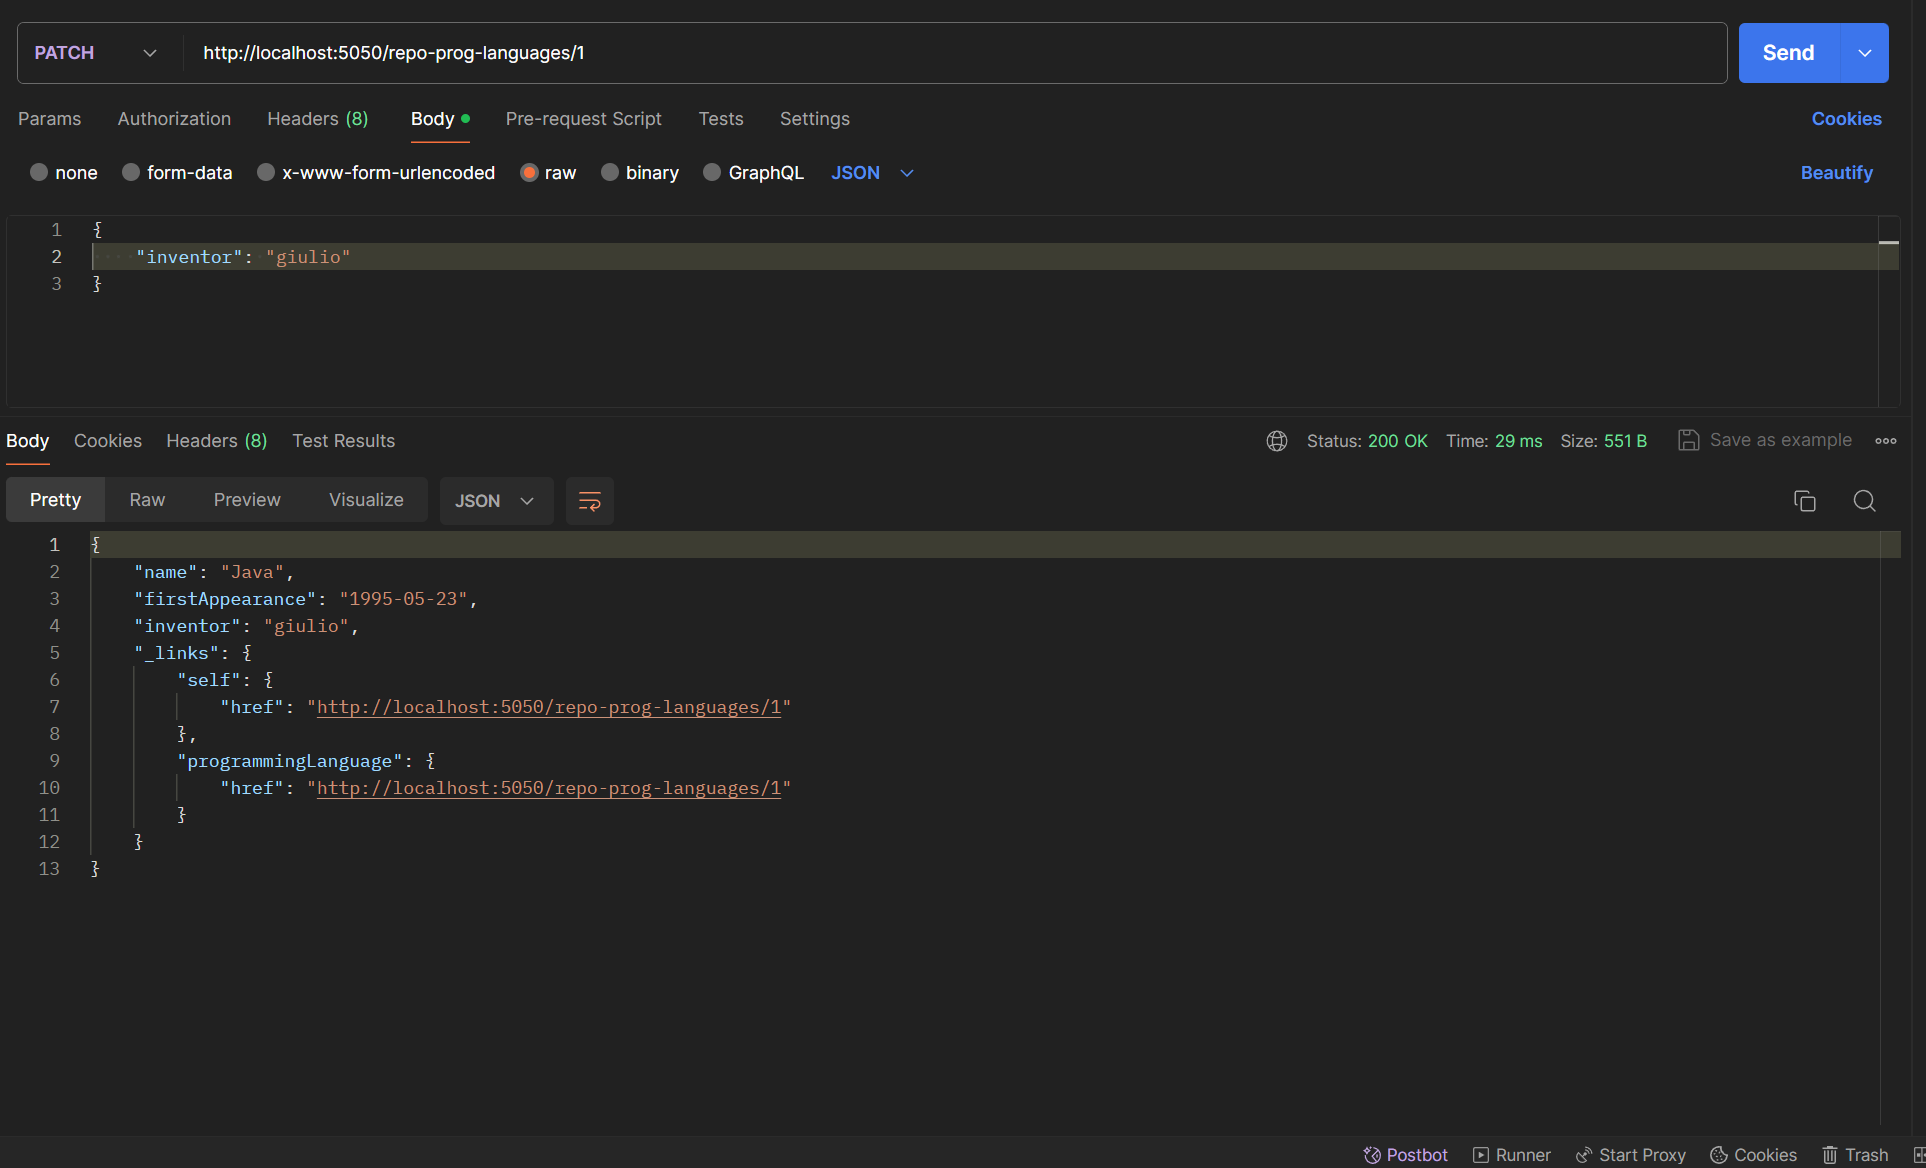 PATCH http://localhost:5050/repo-prog-languages/1 Send
Params Authorization Headers (8) Body Pre-request Script Tests Settings Cookies
none form-data x-www-form-urlencoded raw binary GraphQL JSON Beautify
1 {
2 "inventor": "giulio"
3 }
Body Cookies Headers (8) Test Results Status: 200 OK Time: 29 ms Size: 551 B Save as example
Pretty Raw Preview Visualize JSON
1 {
2 "name": "Java",
3 "firstAppearance": "1995-05-23",
4 "inventor": "giulio",
5 "_links": {
6 "self": {
7 "href": "http://localhost:5050/repo-prog-languages/1"
8 },
9 "programmingLanguage": {
10 "href": "http://localhost:5050/repo-prog-languages/1"
11 }
12 }
13 }
Postbot Runner Start Proxy Cookies Trash